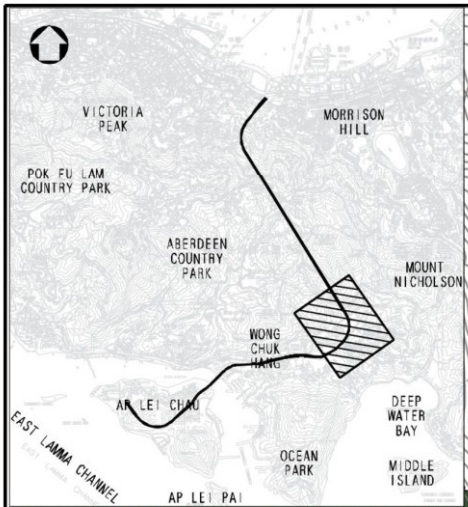 VICTORIA
PEAK
MORRISON
HILL
POK FU LAM
COUNTRY PARK
ABERDEEN
COUNTRY
PARK
MOUNT
NICHOLSON
WONG
CHUK
HANG
AP LEI CHAU
DEEP
WATER
BAY
EAST LAMMA CHANNEL
OCEAN
PARK
MIDDLE
ISLAND
AP LEI PAI